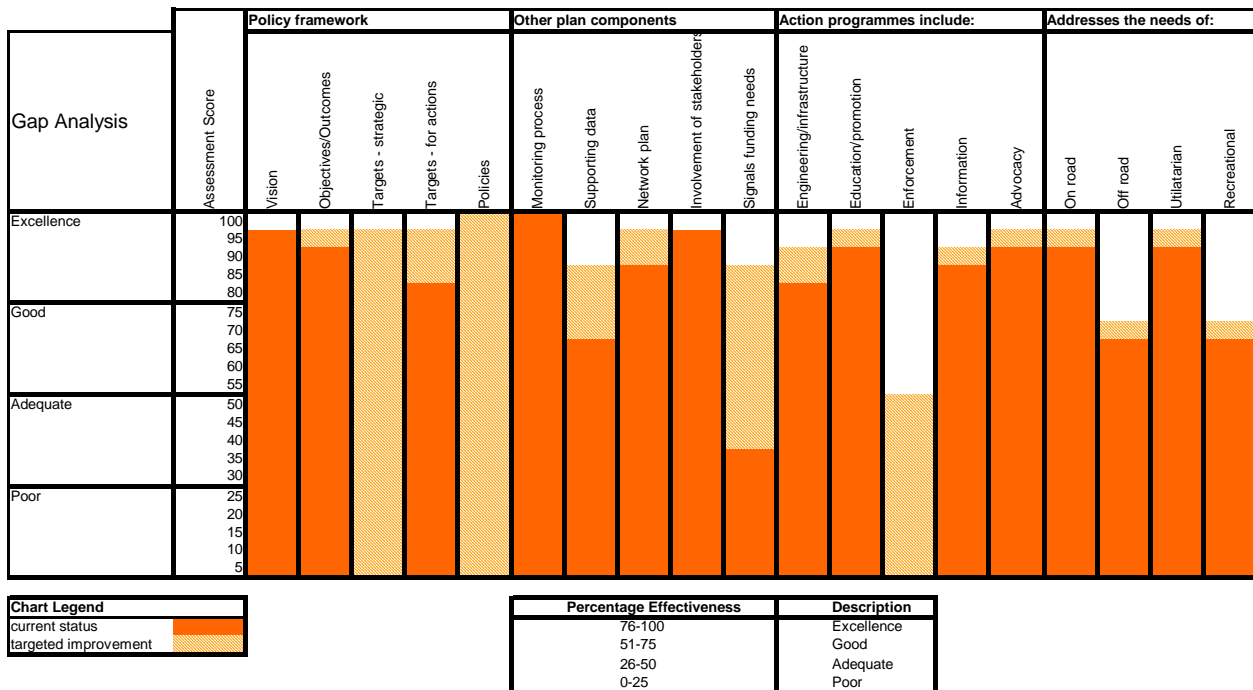 Policy framework
Other plan components
Action programmes include:
Addresses the needs of:
Gap Analysis
Assessment Score
Vision
Objectives/Outcomes
Targets - strategic
Targets - for actions
Policies
Monitoring process
Supporting data
Network plan
Involvement of stakeholders
Signals funding needs
Engineering/infrastructure
Education/promotion
Enforcement
Information
Advocacy
On road
Off road
Utilatarian
Recreational
Excellence
100
95
90
85
80
Good
75
70
65
60
55
Adequate
50
45
40
35
30
Poor
25
20
15
10
5
Chart Legend
current status
targeted improvement
Percentage Effectiveness Description
76-100 Excellence
51-75 Good
26-50 Adequate
0-25 Poor